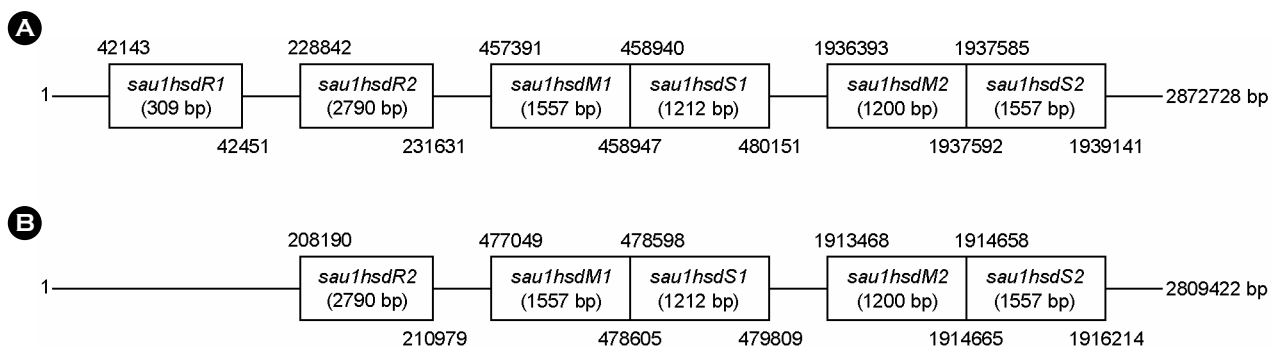 A
42143 228842 457391 458940 1936393 1937585
1 sau1hsdR1 sau1hsdR2 sau1hsdM1 sau1hsdS1 sau1hsdM2 sau1hsdS2 2872728 bp
(309 bp) (2790 bp) (1557 bp) (1212 bp) (1200 bp) (1557 bp)
42451 231631 458947 480151 1937592 1939141
B
208190 477049 478598 1913468 1914658
1 sau1hsdR2 sau1hsdM1 sau1hsdS1 sau1hsdM2 sau1hsdS2 2809422 bp
(2790 bp) (1557 bp) (1212 bp) (1200 bp) (1557 bp)
210979 478605 479809 1914665 1916214